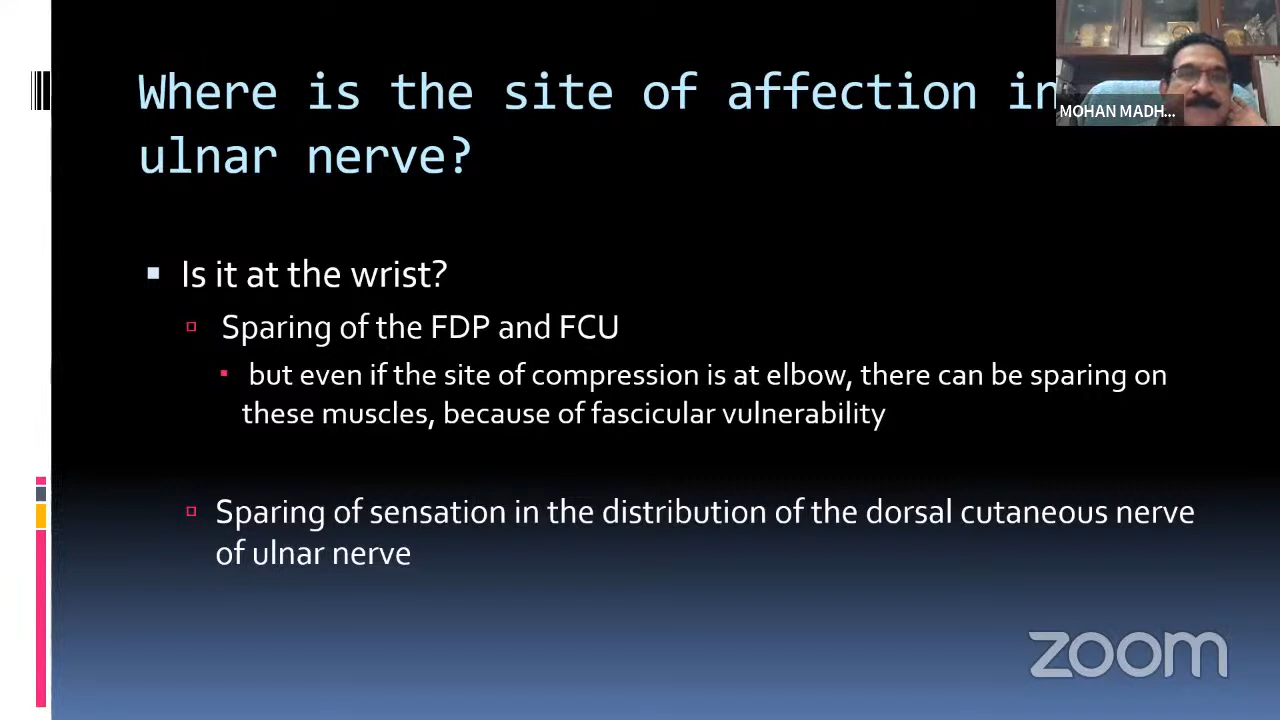 Where is the site of affection in
ulnar nerve?
MOHAN MADH...
Is it at the wrist?
Sparing of the FDP and FCU
but even if the site of compression is at elbow, there can be sparing on
these muscles, because of fascicular vulnerability
Sparing of sensation in the distribution of the dorsal cutaneous nerve
of ulnar nerve
zoom